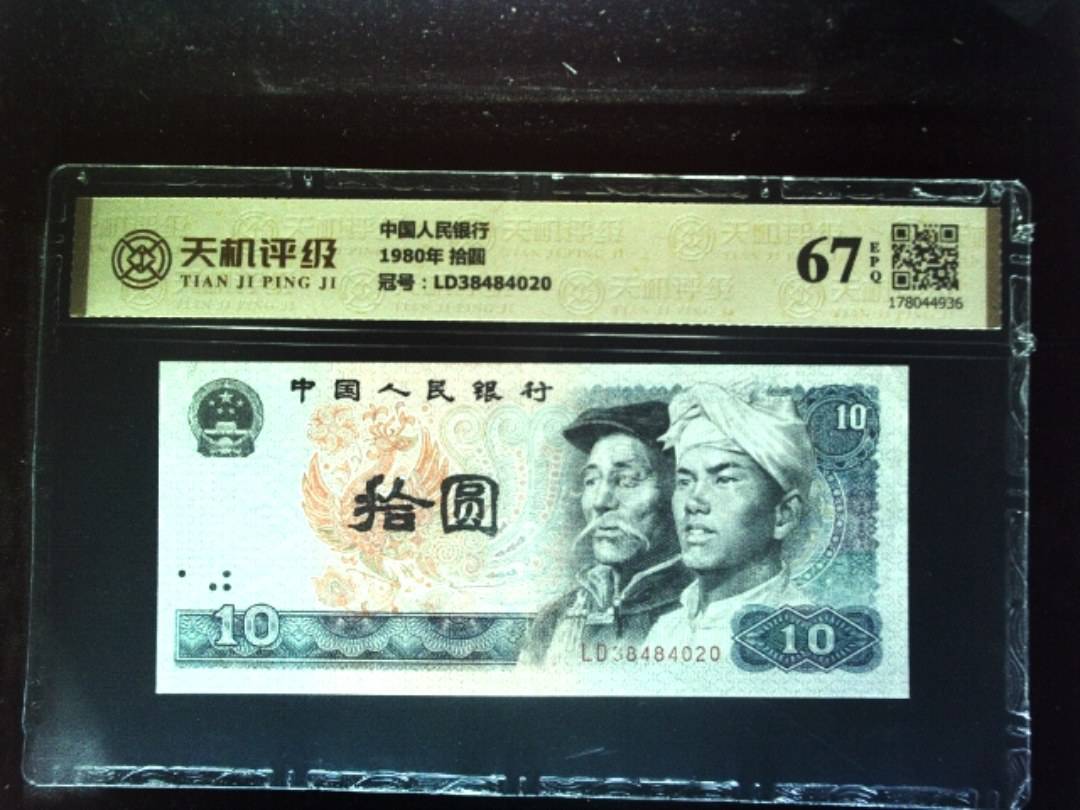 天机评级
TIAN JI PING JI
中国人民银行
1980年 拾圆
冠号：LD38484020
67
EPQ
178044936
中国人民银行
10
拾圆
10
LD38484020
10